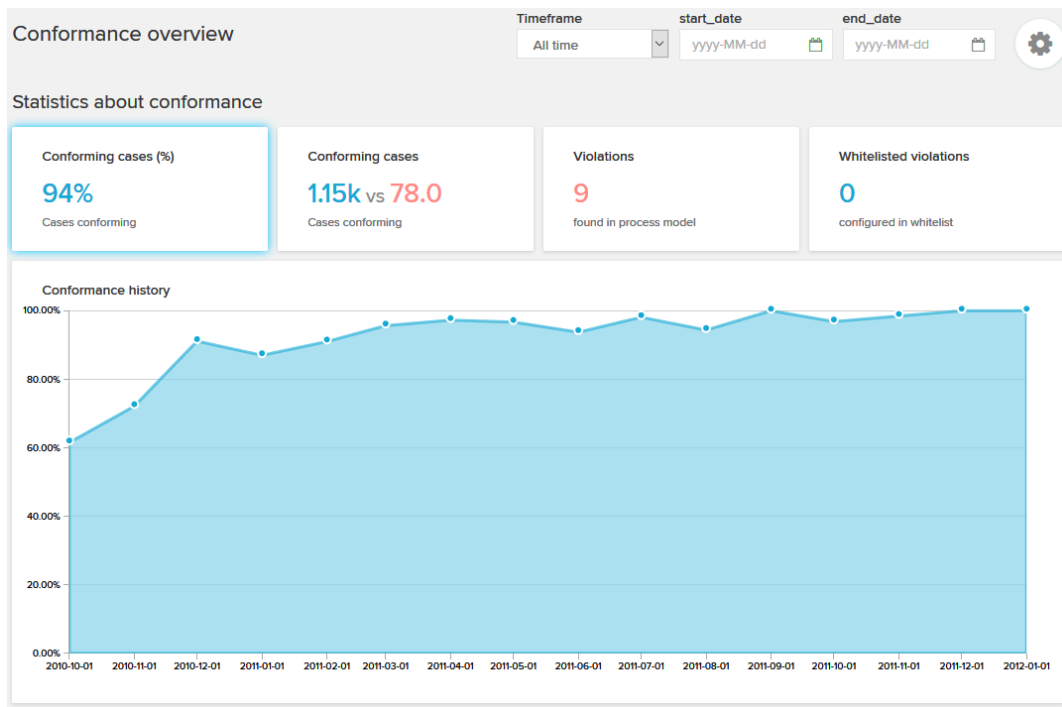 Conformance overview
Timeframe
start_date
end_date
All time
yyyy-MM-dd
yyyy-MM-dd
Statistics about conformance
Conforming cases (%)
94%
Cases conforming
Conforming cases
1.15k vs 78.0
Cases conforming
Violations
9
found in process model
Whitelisted violations
0
configured in whitelist
Conformance history
100.00%
80.00%
60.00%
40.00%
20.00%
0.00%
2010-10-01 2010-11-01 2010-12-01 2011-01-01 2011-02-01 2011-03-01 2011-04-01 2011-05-01 2011-06-01 2011-07-01 2011-08-01 2011-09-01 2011-10-01 2011-11-01 2011-12-01 2012-01-01